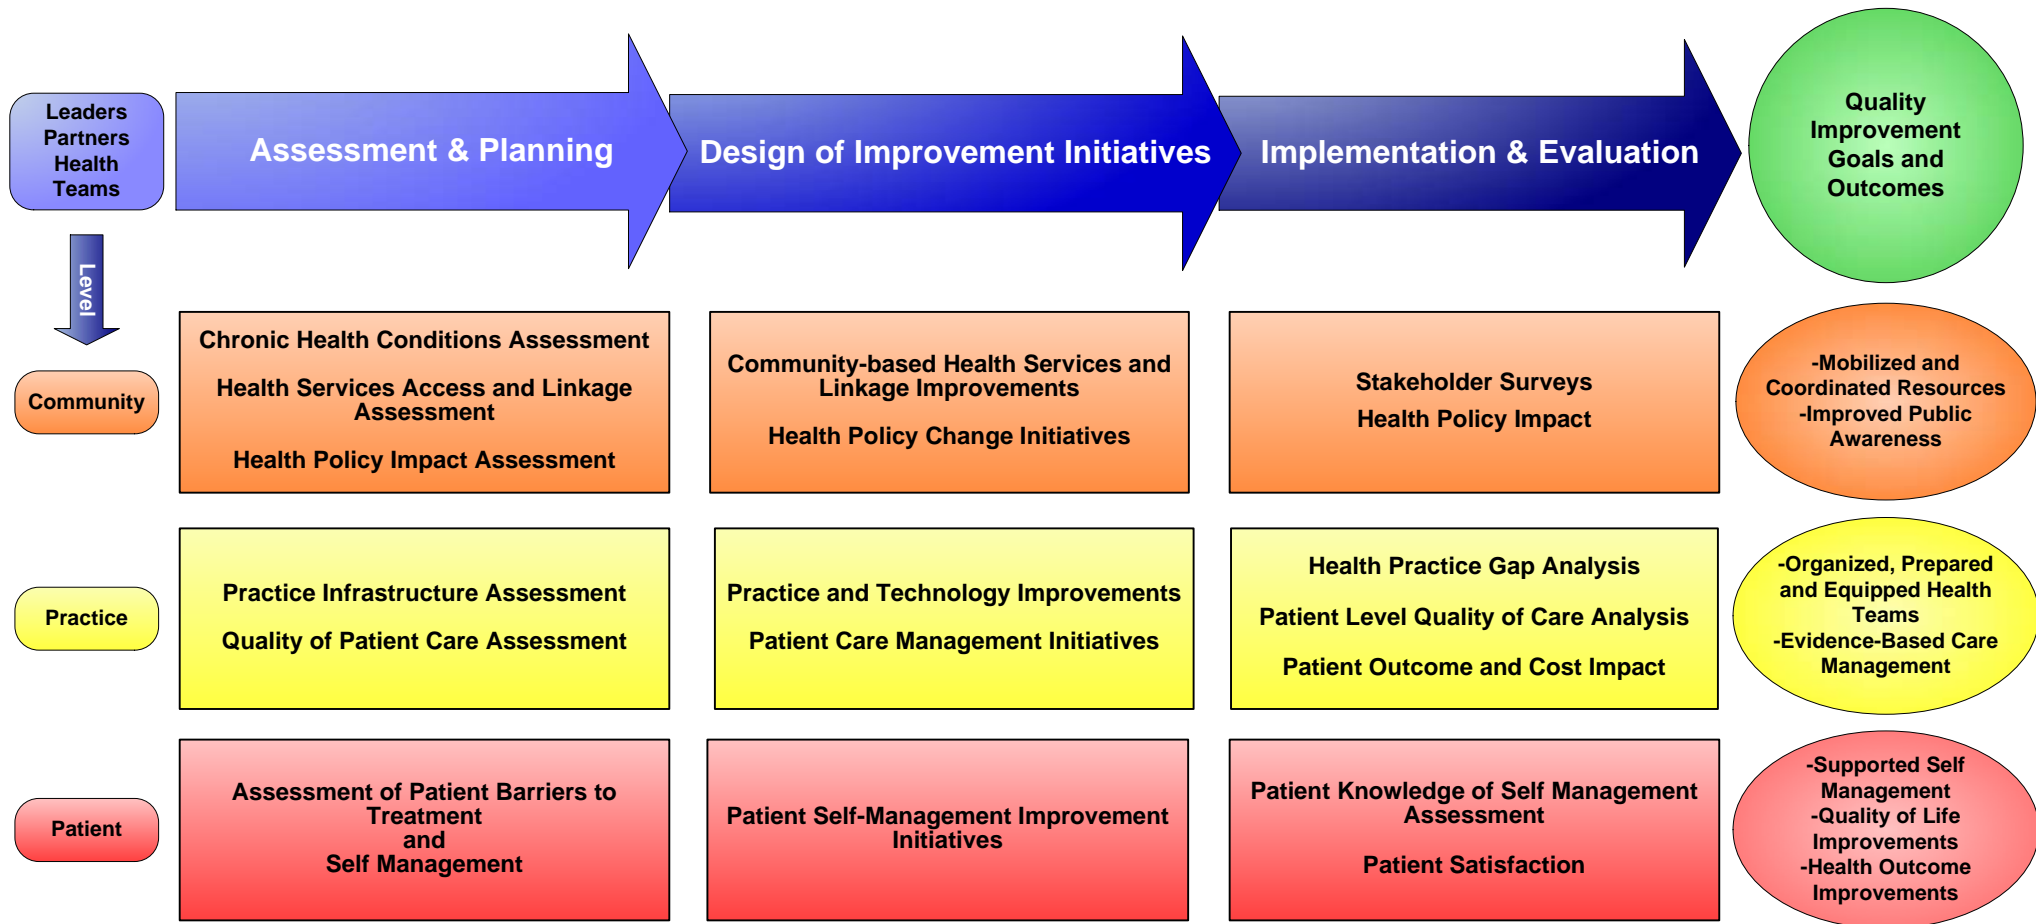 Leaders
Partners
Health
Teams
Assessment & Planning
Design of Improvement Initiatives
Implementation & Evaluation
Quality
Improvement
Goals and
Outcomes
Level
Community
Chronic Health Conditions Assessment
Health Services Access and Linkage
Assessment
Health Policy Impact Assessment
Community-based Health Services and
Linkage Improvements
Health Policy Change Initiatives
Stakeholder Surveys
Health Policy Impact
-Mobilized and
Coordinated Resources
-Improved Public
Awareness
Practice
Practice Infrastructure Assessment
Quality of Patient Care Assessment
Practice and Technology Improvements
Patient Care Management Initiatives
Health Practice Gap Analysis
Patient Level Quality of Care Analysis
Patient Outcome and Cost Impact
-Organized, Prepared
and Equipped Health
Teams
-Evidence-Based Care
Management
Patient
Assessment of Patient Barriers to
Treatment
and
Self Management
Patient Self-Management Improvement
Initiatives
Patient Knowledge of Self Management
Assessment
Patient Satisfaction
-Supported Self
Management
-Quality of Life
Improvements
-Health Outcome
Improvements